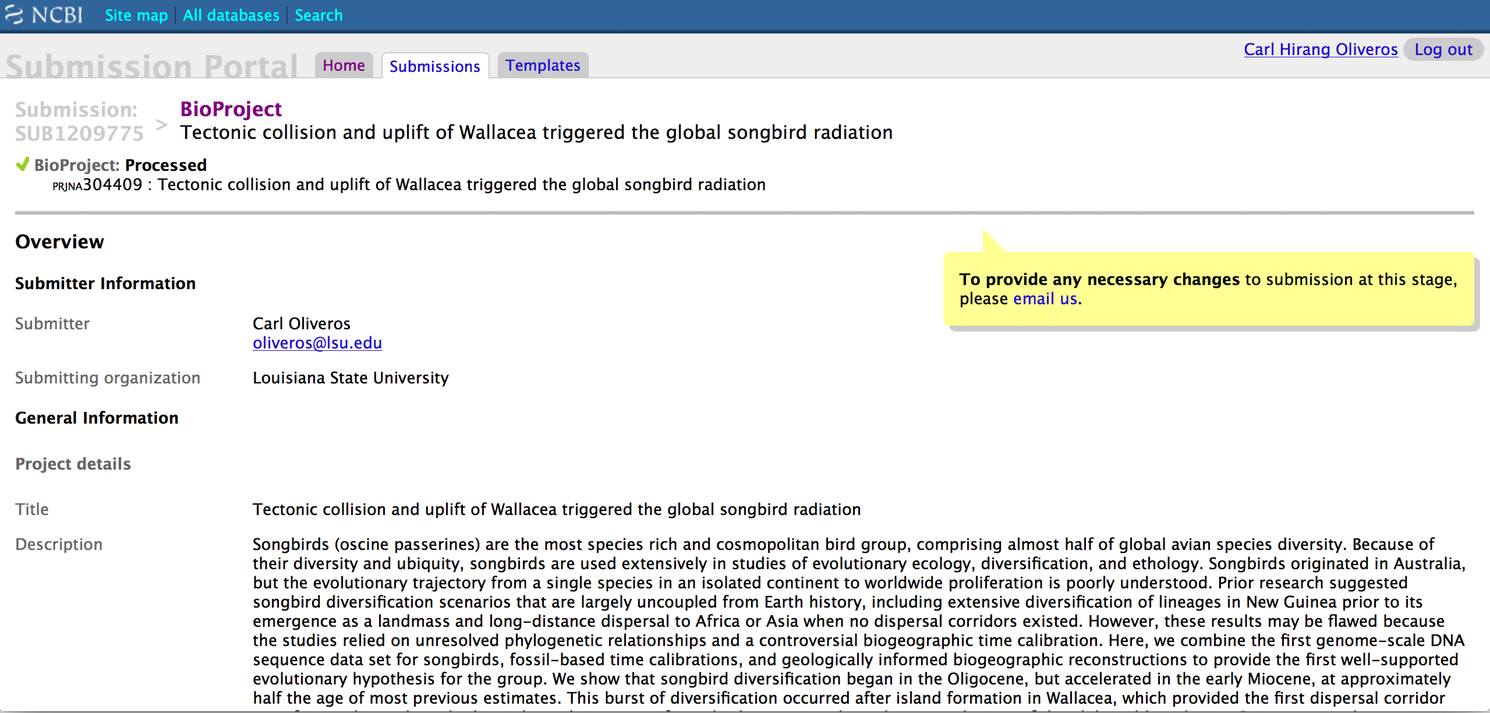 NCBI Site map All databases Search
Submission Portal Home Submissions Templates Carl Hirang Oliveros Log out
Submission: SUB1209775 > BioProject
Tectonic collision and uplift of Wallacea triggered the global songbird radiation
BioProject: Processed
PRJNA304409 : Tectonic collision and uplift of Wallacea triggered the global songbird radiation
Overview
To provide any necessary changes to submission at this stage,
please email us.
Submitter Information
Submitter Carl Oliveros
oliveros@lsu.edu
Submitting organization Louisiana State University
General Information
Project details
Title Tectonic collision and uplift of Wallacea triggered the global songbird radiation
Description Songbirds (oscine passerines) are the most species rich and cosmopolitan bird group, comprising almost half of global avian species diversity. Because of
their diversity and ubiquity, songbirds are used extensively in studies of evolutionary ecology, diversification, and ethology. Songbirds originated in Australia,
but the evolutionary trajectory from a single species in an isolated continent to worldwide proliferation is poorly understood. Prior research suggested
songbird diversification scenarios that are largely uncoupled from Earth history, including extensive diversification of lineages in New Guinea prior to its
emergence as a landmass and long-distance dispersal to Africa or Asia when no dispersal corridors existed. However, these results may be flawed because
the studies relied on unresolved phylogenetic relationships and a controversial biogeographic time calibration. Here, we combine the first genome-scale DNA
sequence data set for songbirds, fossil-based time calibrations, and geologically informed biogeographic reconstructions to provide the first well-supported
evolutionary hypothesis for the group. We show that songbird diversification began in the Oligocene, but accelerated in the early Miocene, at approximately
half the age of most previous estimates. This burst of diversification occurred after island formation in Wallacea, which provided the first dispersal corridor